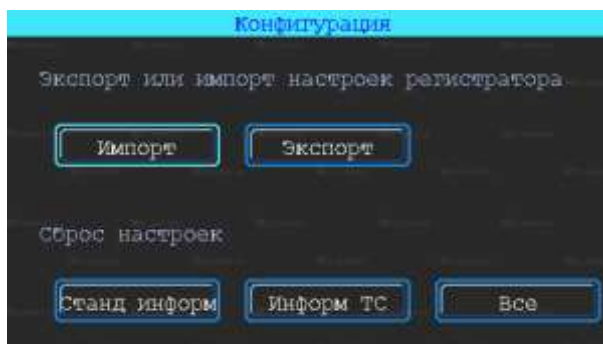 Конфигурация
Экспорт или импорт настроек регистратора
Импорт Экспорт
Сброс настроек
Станд информ Информ ТС Все